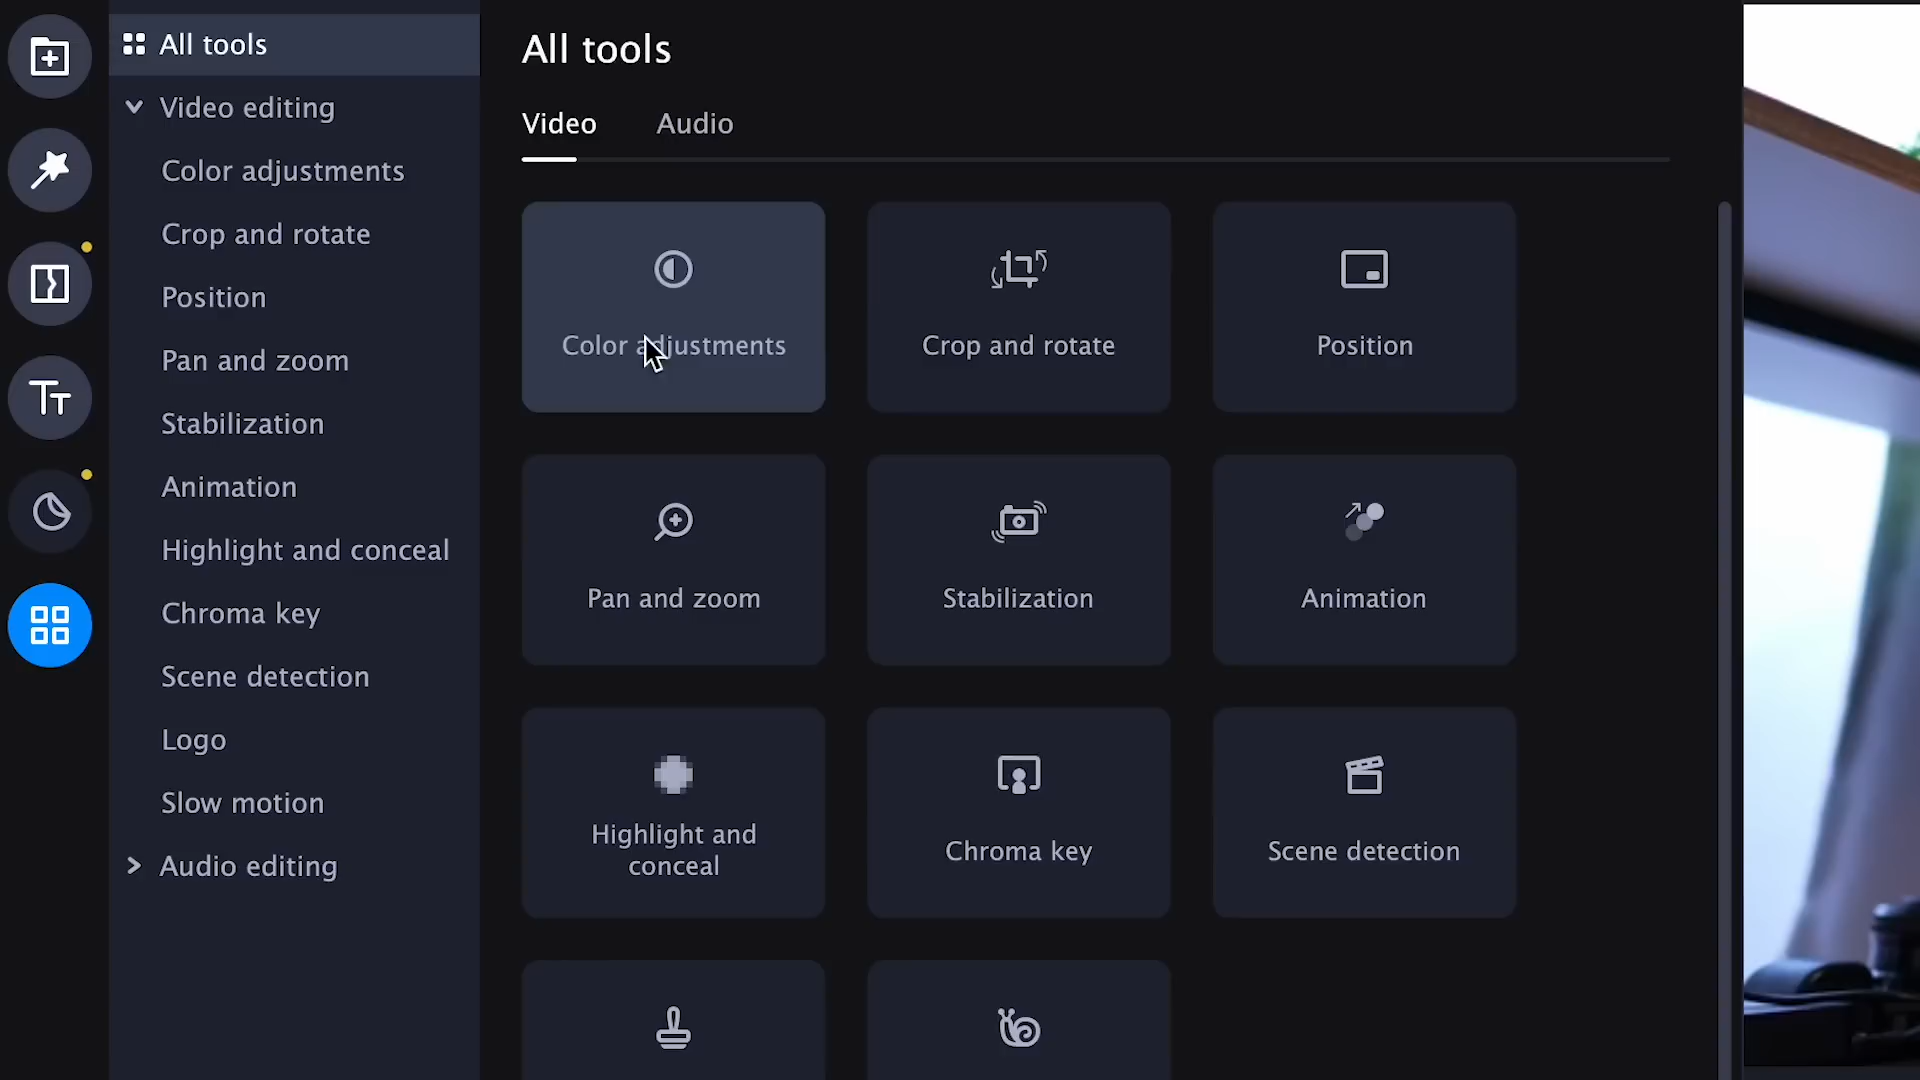 All tools
Video editing
Color adjustments
Crop and rotate
Position
Pan and zoom
Stabilization
Animation
Highlight and conceal
Chroma key
Scene detection
Logo
Slow motion
Audio editing
All tools
Video Audio
Color adjustments
Crop and rotate
Position
Pan and zoom
Stabilization
Animation
Highlight and
conceal
Chroma key
Scene detection